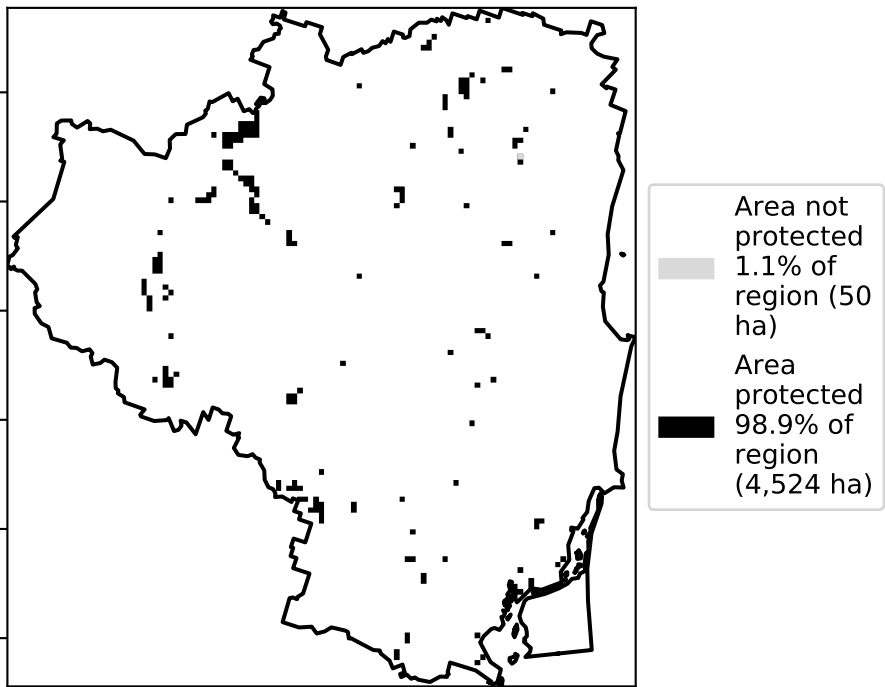 Area not
protected
1.1% of
region (50
ha)
Area
protected
98.9% of
region
(4,524 ha)